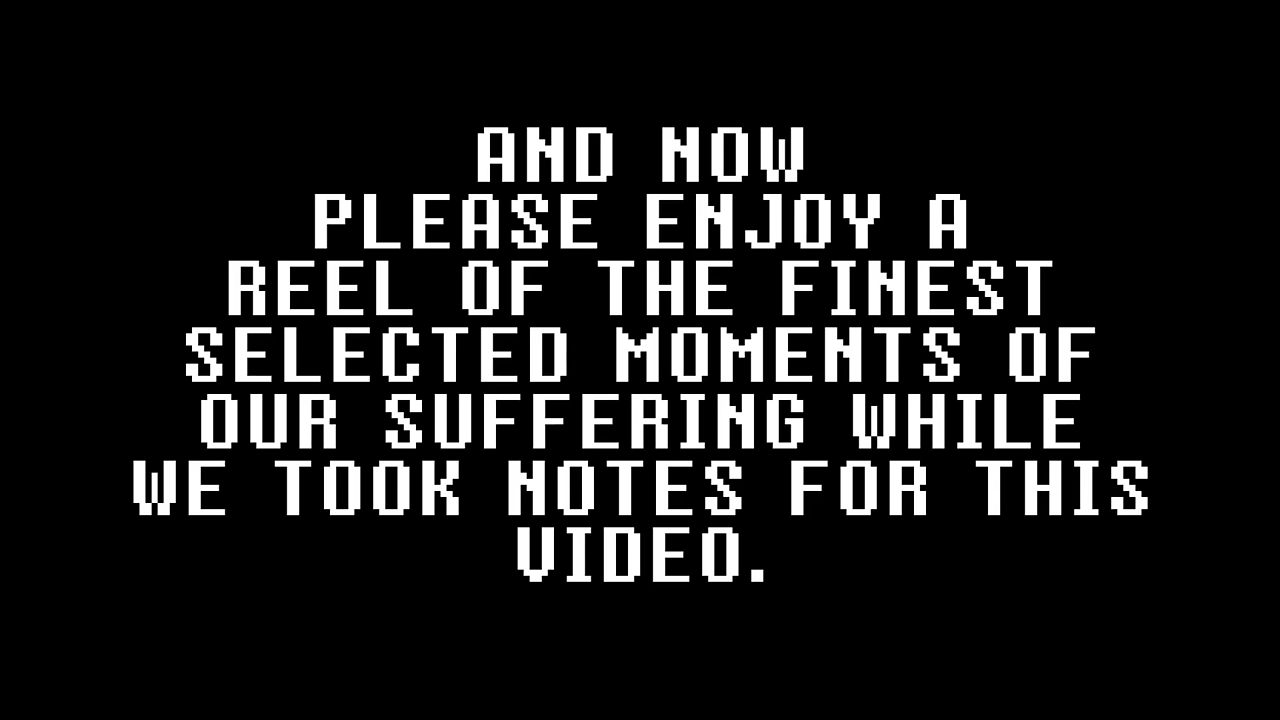 AND NOW
PLEASE ENJOY A
REEL OF THE FINEST
SELECTED MOMENTS OF
OUR SUFFERING WHILE
WE TOOK NOTES FOR THIS
VIDEO.